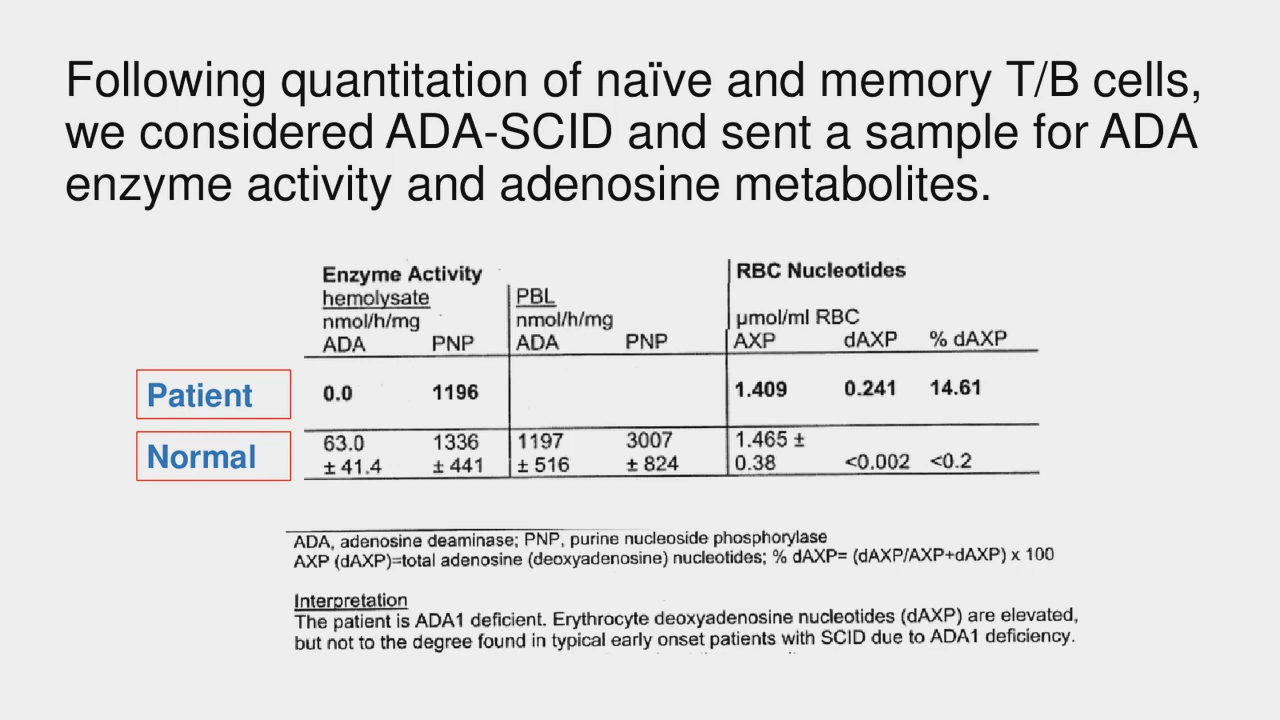 Following quantitation of naïve and memory T/B cells,
we considered ADA-SCID and sent a sample for ADA
enzyme activity and adenosine metabolites.
Enzyme Activity RBC Nucleotides
hemolysate PBL
nmol/h/mg nmol/h/mg µmol/ml RBC
ADA PNP ADA PNP AXP dAXP % dAXP
Patient 0.0 1196 1.409 0.241 14.61
Normal 63.0 1336 1197 3007 1.465 ±
± 41.4 ± 441 ± 516 ± 824 0.38 <0.002 <0.2
ADA, adenosine deaminase; PNP, purine nucleoside phosphorylase
AXP (dAXP)=total adenosine (deoxyadenosine) nucleotides; % dAXP= (dAXP/AXP+dAXP) x 100
Interpretation
The patient is ADA1 deficient. Erythrocyte deoxyadenosine nucleotides (dAXP) are elevated,
but not to the degree found in typical early onset patients with SCID due to ADA1 deficiency.